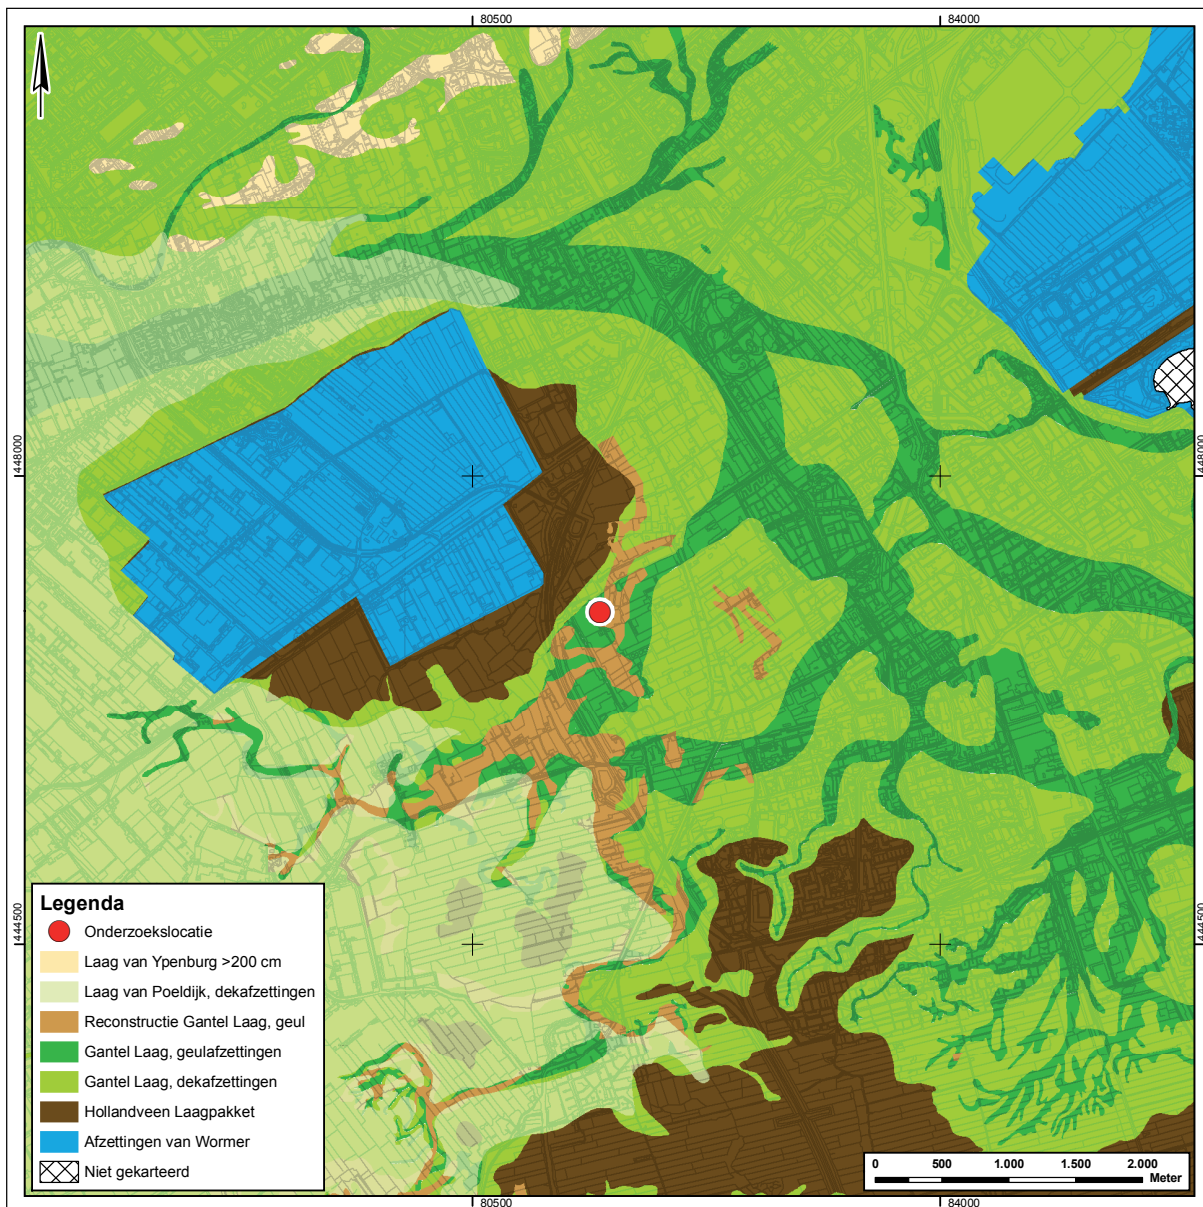 80500
84000
448000
448000
444500
444500
Legenda
Onderzoekslocatie
Laag van Ypenburg >200 cm
Laag van Poeldijk, dekafzettingen
Reconstructie Gantel Laag, geul
Gantel Laag, geulafzettingen
Gantel Laag, dekafzettingen
Hollandveen Laagpakket
Afzettingen van Wormer
Niet gekarteerd
0 500 1.000 1.500 2.000
Meter
80500
84000